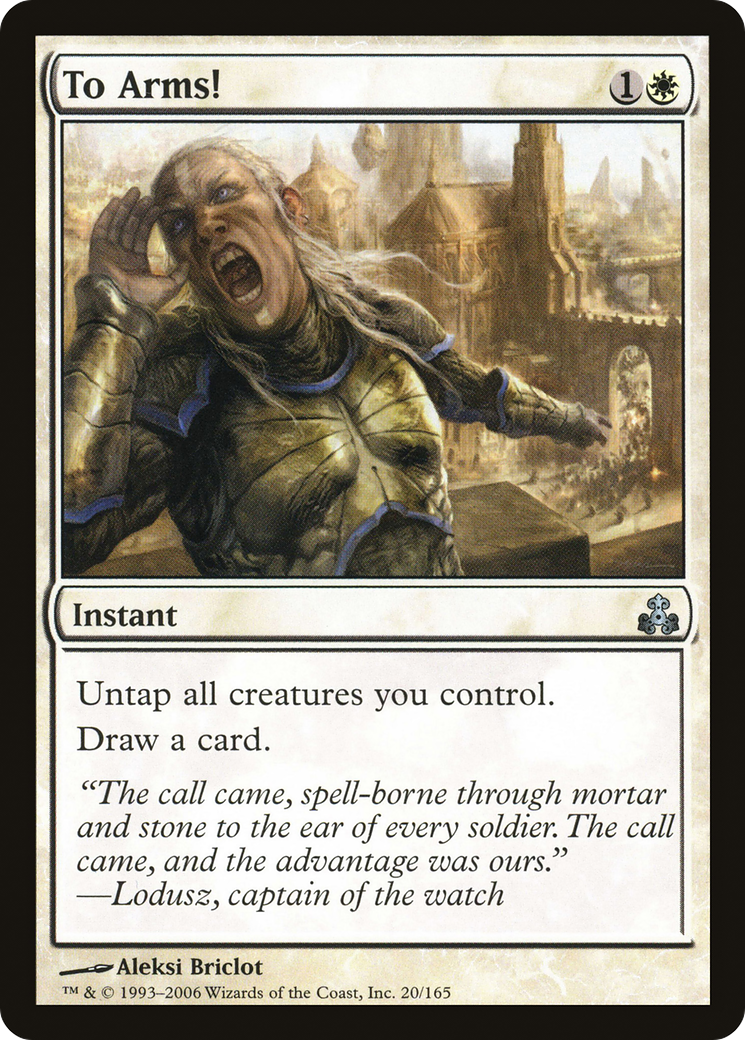 To Arms! 1
Instant
Untap all creatures you control.
Draw a card.
“The call came, spell-borne through mortar
and stone to the ear of every soldier. The call
came, and the advantage was ours.”
—Lodusz, captain of the watch
Aleksi Briclot
™ & © 1993–2006 Wizards of the Coast, Inc. 20/165